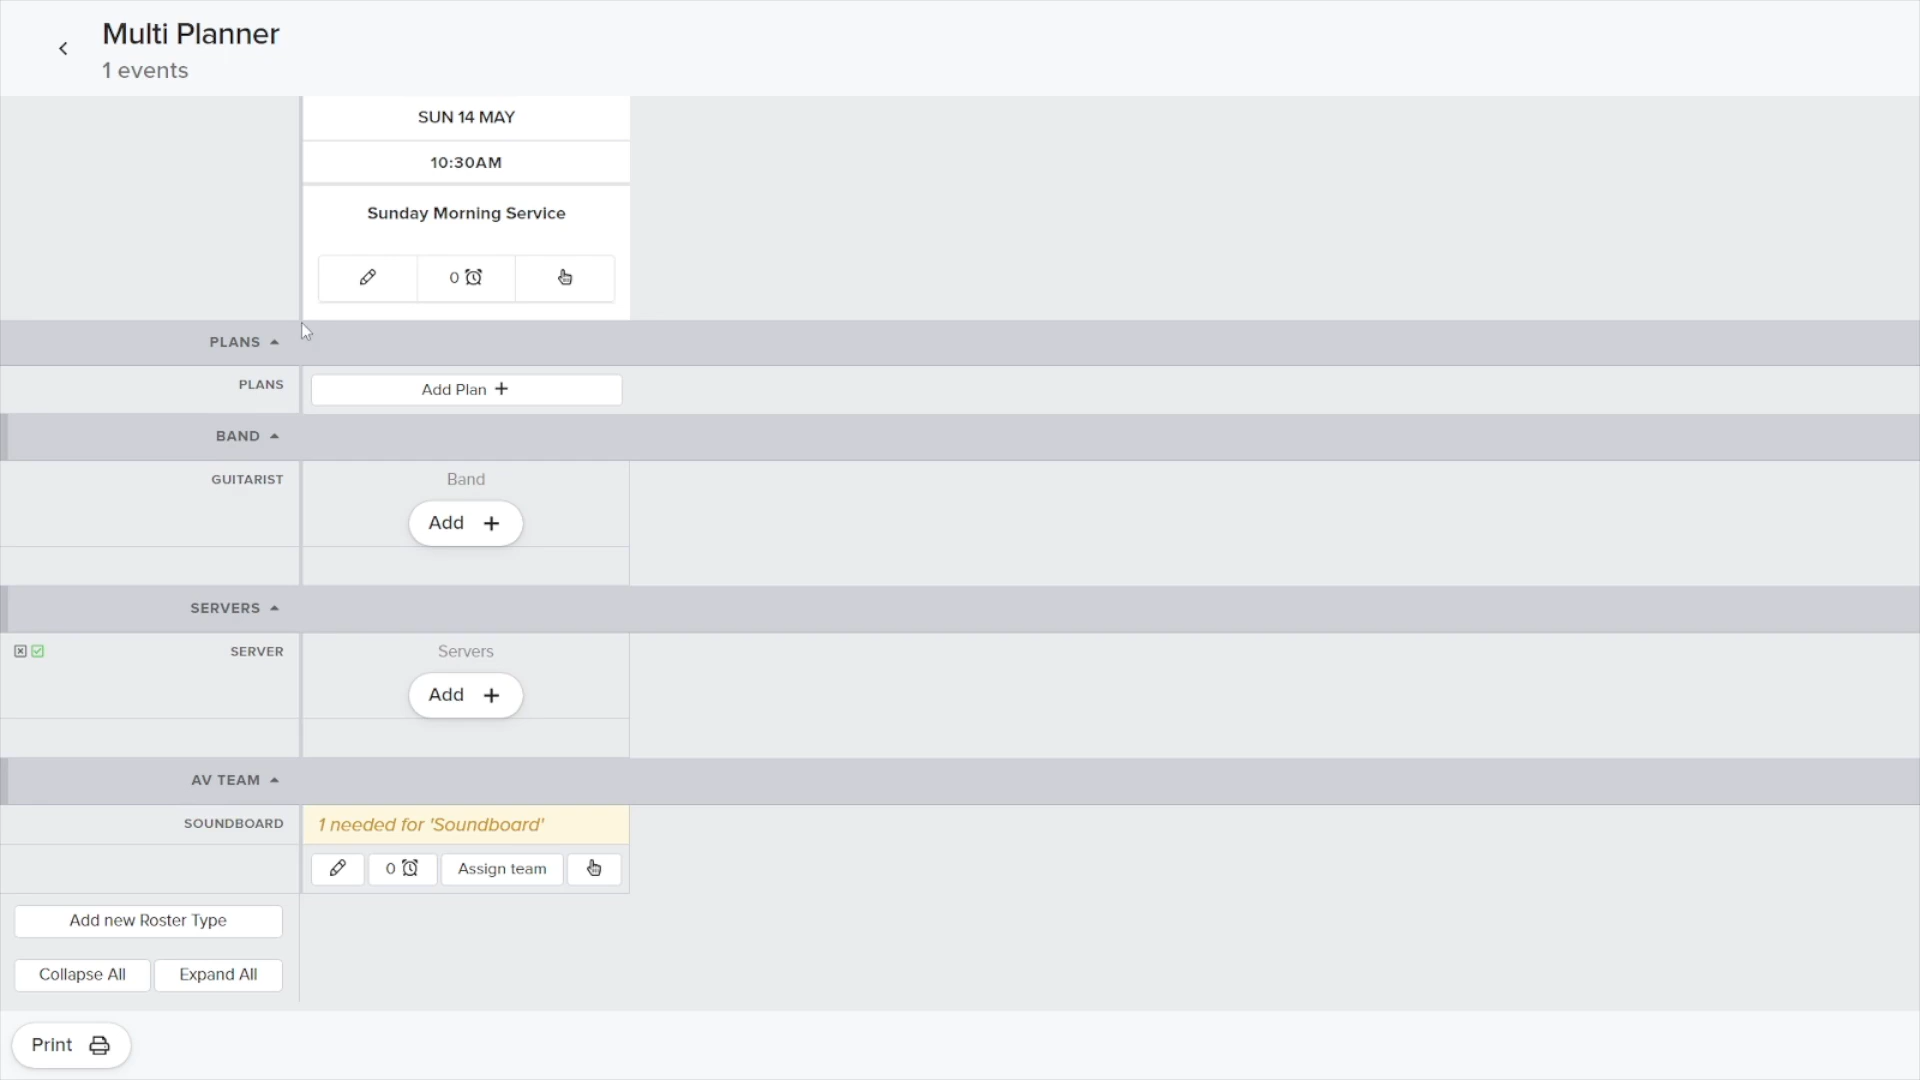 Multi Planner
1 events
SUN 14 MAY
10:30AM
Sunday Morning Service
0
PLANS
PLANS
Add Plan +
BAND
GUITARIST
Band
Add +
SERVERS
SERVER
Servers
Add +
AV TEAM
SOUNDBOARD
1 needed for 'Soundboard'
0
Assign team
Add new Roster Type
Collapse All
Expand All
Print